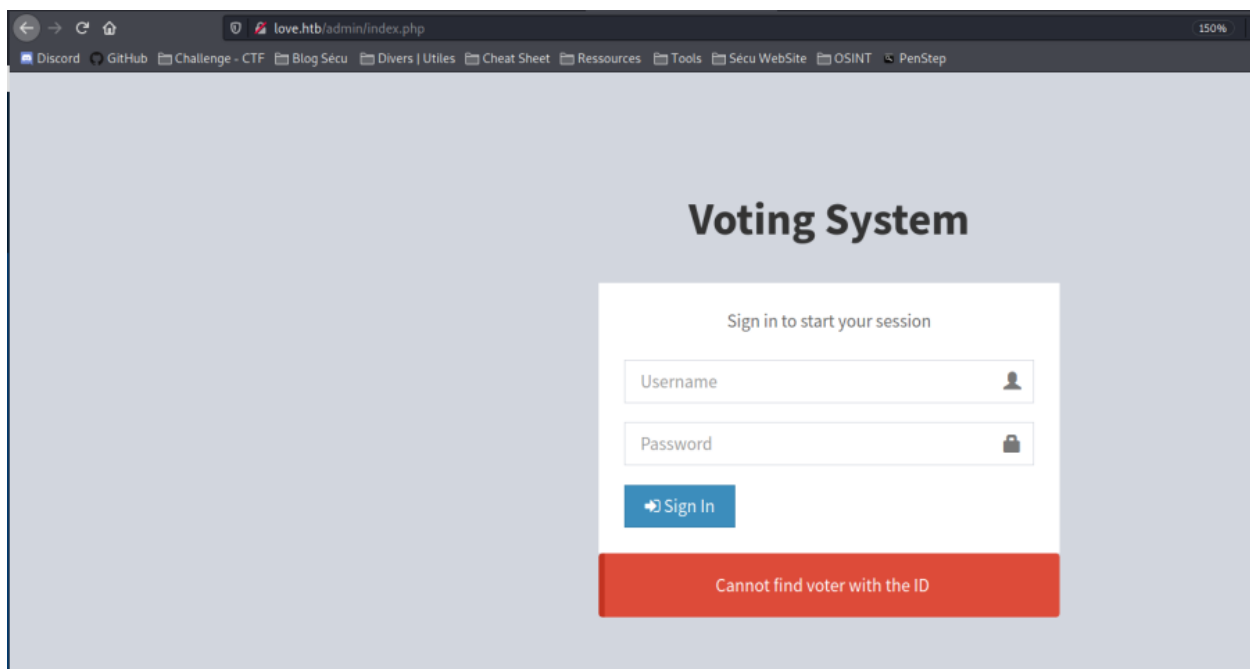 love.htb/admin/index.php 150%
Discord GitHub Challenge - CTF Blog Sécu Divers | Utiles Cheat Sheet Ressources Tools Sécu WebSite OSINT PenStep
Voting System
Sign in to start your session
Username
Password
Sign In
Cannot find voter with the ID